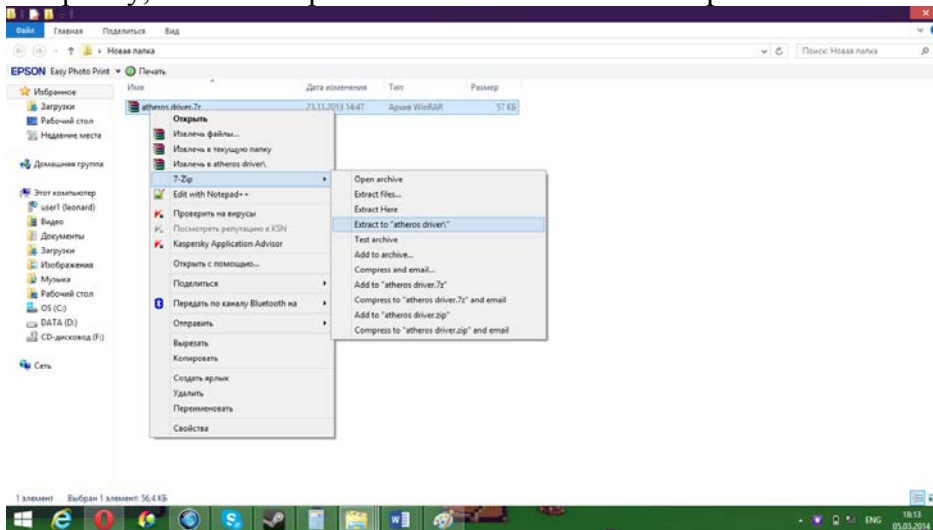 Файл Главная Поделиться Вид
Новая папка
Поиск: Новая папка
EPSON Easy Photo Print Печать
Имя Дата изменения Тип Размер
Избранное
Загрузки
Рабочий стол
Недавние места
Домашняя группа
Этот компьютер
user1 (leonard)
Видео
Документы
Загрузки
Изображения
Музыка
Рабочий стол
OS (C:)
DATA (D:)
CD-дисковод (F:)
Сеть
atheros driver.7z 23.11.2013 14:47 Архив WinRAR 57 КБ
Открыть
Извлечь файлы...
Извлечь в текущую папку
Извлечь в atheros driver\
7-Zip
Edit with Notepad++
Проверить на вирусы
Посмотреть репутацию в KSN
Kaspersky Application Advisor
Открыть с помощью...
Поделиться
Передать по каналу Bluetooth на
Отправить
Вырезать
Копировать
Создать ярлык
Удалить
Переименовать
Свойства
Open archive
Extract files...
Extract Here
Extract to "atheros driver\"
Test archive
Add to archive...
Compress and email...
Add to "atheros driver.7z"
Compress to "atheros driver.7z" and email
Add to "atheros driver.zip"
Compress to "atheros driver.zip" and email
1 элемент Выбран 1 элемент: 56,4 КБ
ENG
18:13
05.03.2014